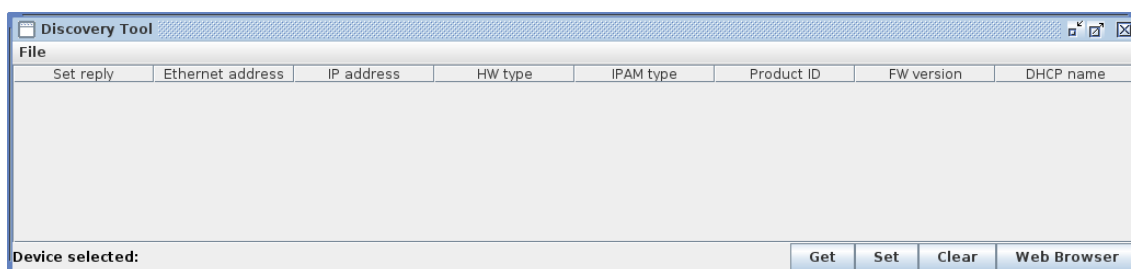 Discovery Tool
File
Set reply Ethernet address IP address HW type IPAM type Product ID FW version DHCP name
Device selected: Get Set Clear Web Browser